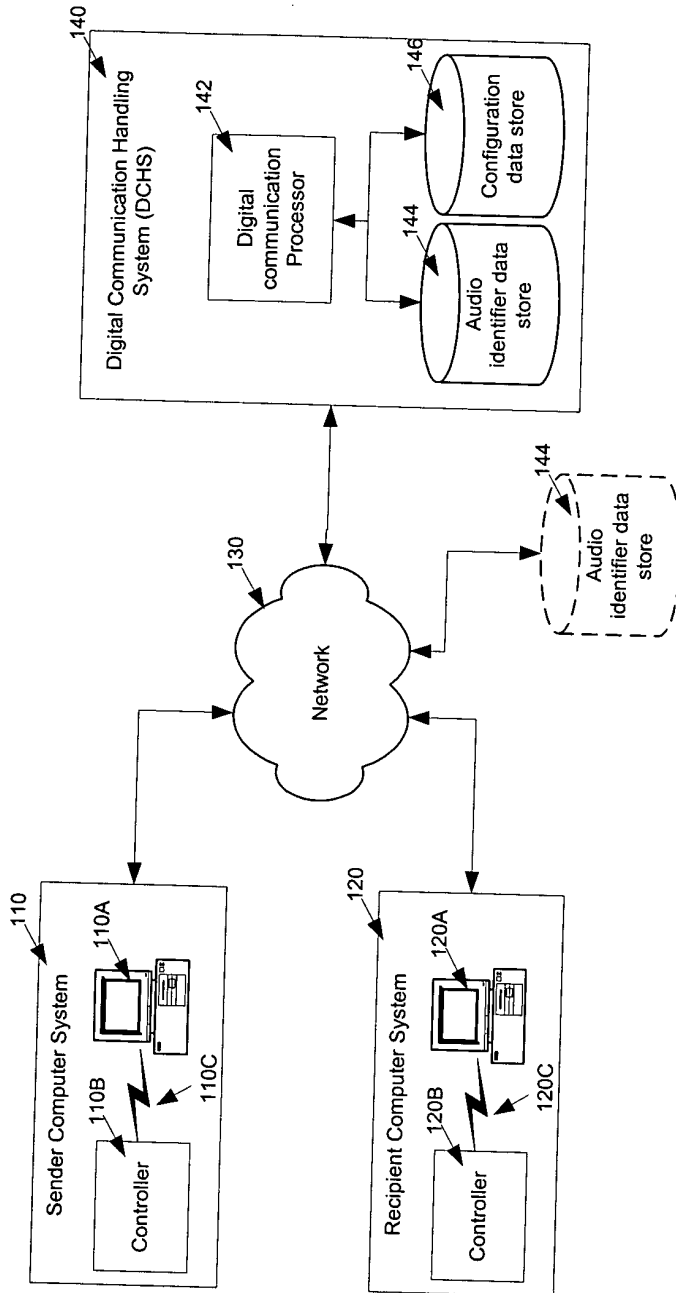 Sender Computer System
110
110A
110B
110C
Controller
Recipient Computer System
120
120A
120B
120C
Controller
130
Network
144
Audio
identifier data
store
140
Digital Communication Handling
System (DCHS)
142
Digital
communication
Processor
144
Audio
identifier data
store
146
Configuration
data store